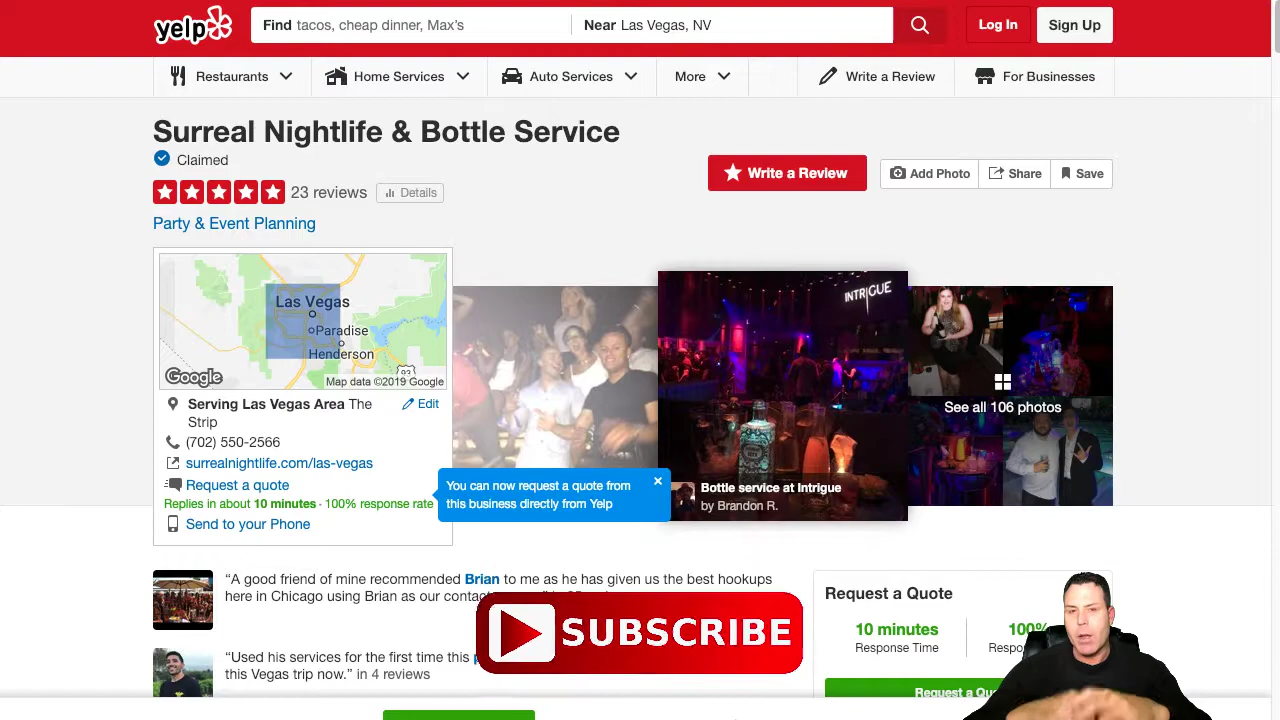 yelp
Find tacos, cheap dinner, Max's
Near Las Vegas, NV
Log In
Sign Up
Restaurants
Home Services
Auto Services
More
Write a Review
For Businesses
Surreal Nightlife & Bottle Service
Claimed
23 reviews
Details
Write a Review
Add Photo
Share
Save
Party & Event Planning
Las Vegas
Paradise
Henderson
Google
Map data ©2019 Google
INTRIGUE
See all 106 photos
Serving Las Vegas Area The
Strip
Edit
(702) 550-2566
surrealnightlife.com/las-vegas
Request a quote
Replies in about 10 minutes · 100% response rate
Send to your Phone
You can now request a quote from
this business directly from Yelp
×
Bottle service at Intrigue
by Brandon R.
“A good friend of mine recommended Brian to me as he has given us the best hookups
here in Chicago using Brian as our
SUBSCRIBE
“Used his services for the first time this
this Vegas trip now.” in 4 reviews
Request a Quote
10 minutes
Response Time
100%
Request a